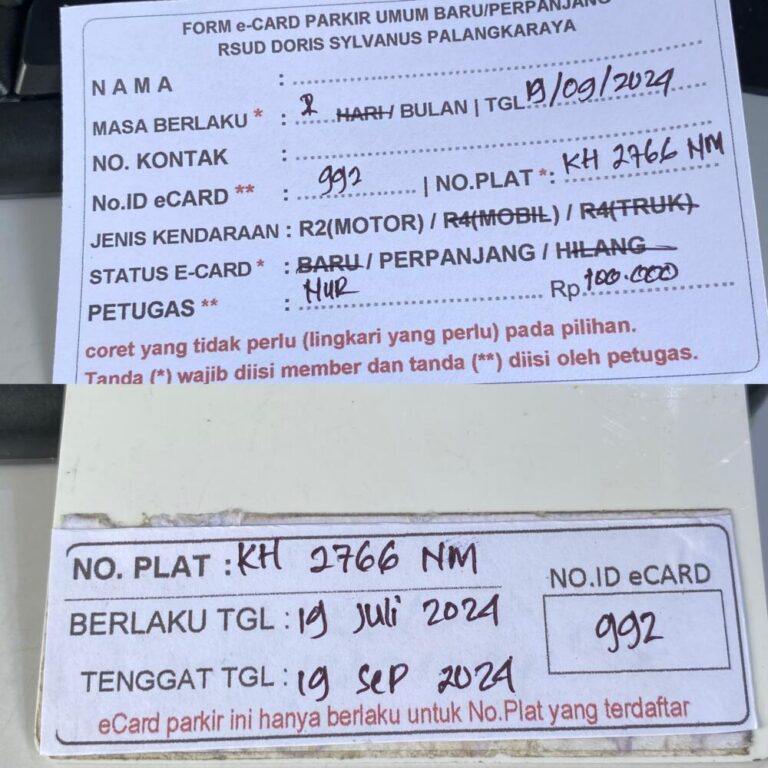 FORM e-CARD PARKIR UMUM BARU/PERPANJANG
RSUD DORIS SYLVANUS PALANGKARAYA
NAMA :
MASA BERLAKU * : 2 HARI / BULAN | TGL 19/09/2024
NO. KONTAK :
No.ID eCARD ** : 992 | NO.PLAT *: KH 2766 NM
JENIS KENDARAAN : R2(MOTOR) / R4(MOBIL) / R4(TRUK)
STATUS E-CARD * : BARU / PERPANJANG / HILANG
PETUGAS ** : NUR Rp 100.000
coret yang tidak perlu (lingkari yang perlu) pada pilihan.
Tanda (*) wajib diisi member dan tanda (**) diisi oleh petugas.
NO. PLAT : KH 2766 NM
NO.ID eCARD
BERLAKU TGL : 19 Juli 2024
992
TENGGAT TGL : 19 SEP 2024
eCard parkir ini hanya berlaku untuk No.Plat yang terdaftar